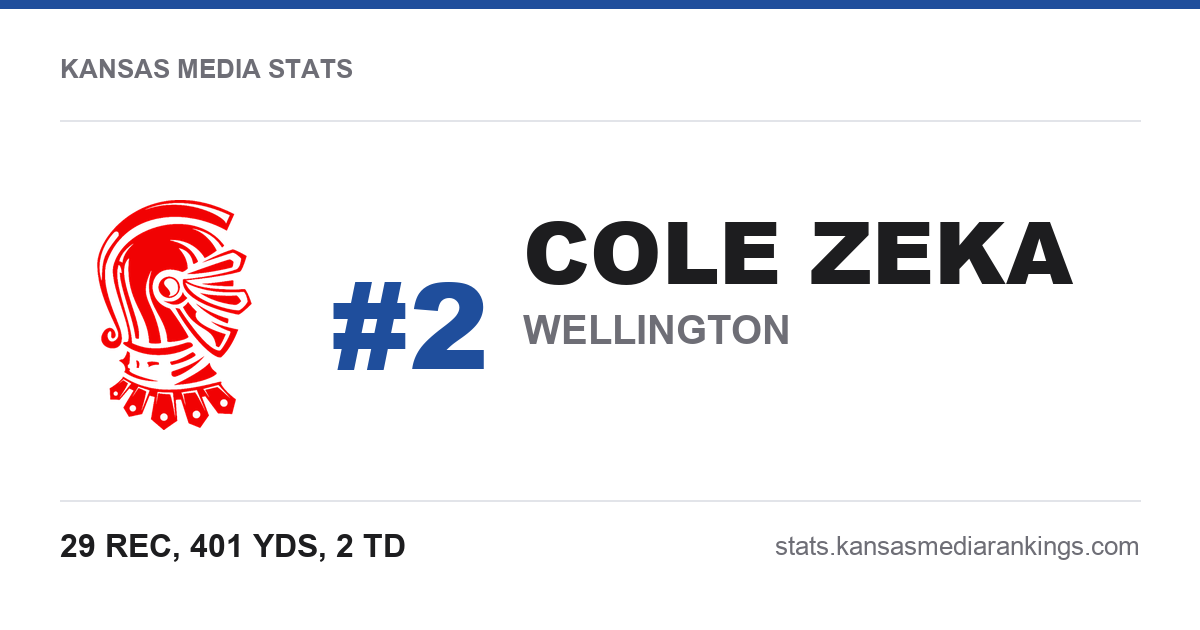 KANSAS MEDIA STATS
#2
COLE ZEKA
WELLINGTON
29 REC, 401 YDS, 2 TD
stats.kansasmediarankings.com